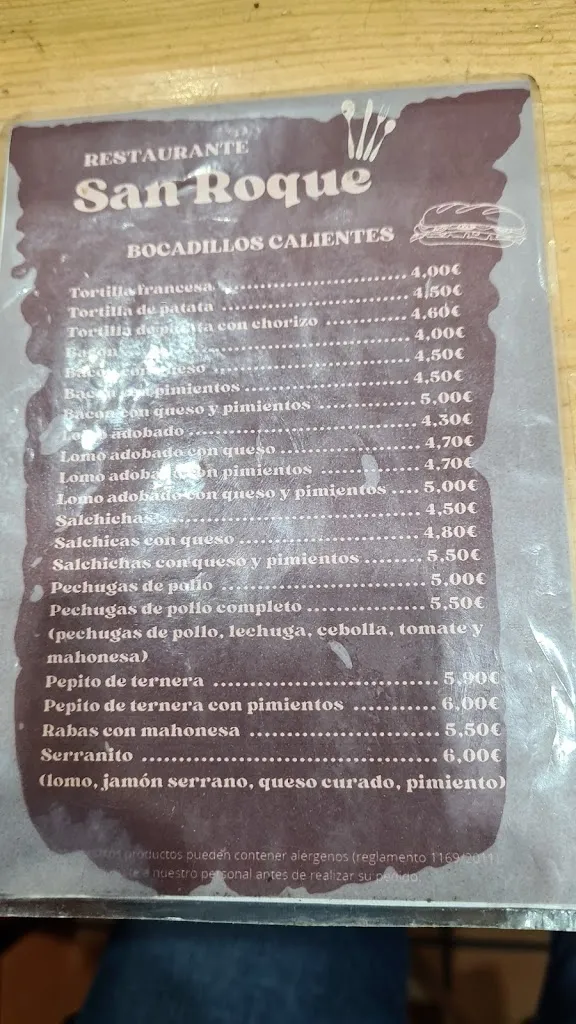 RESTAURANTE
San Roque
BOCADILLOS CALIENTES
Tortilla francesa ........ 4,00€
Tortilla de patata ........ 4,50€
Tortilla de patata con chorizo ........ 4,60€
Bacon ........ 4,00€
Bacon con queso ........ 4,50€
Bacon con pimientos ........ 4,50€
Bacon con queso y pimientos ........ 5,00€
Lomo adobado ........ 4,30€
Lomo adobado con queso ........ 4,70€
Lomo adobado con pimientos ........ 4,70€
Lomo adobado con queso y pimientos .... 5,00€
Salchichas ........ 4,50€
Salchicas con queso ........ 4,80€
Salchichas con queso y pimientos ........ 5,50€
Pechugas de pollo ........ 5,00€
Pechugas de pollo completo ........ 5,50€
(pechugas de pollo, lechuga, cebolla, tomate y
mahonesa)
Pepito de ternera ........ 5,90€
Pepito de ternera con pimientos ........ 6,00€
Rabas con mahonesa ........ 5,50€
Serranito ........ 6,00€
(lomo, jamón serrano, queso curado, pimiento)
productos pueden contener alérgenos (reglamento 1169/2011)
a nuestro personal antes de realizar su pedido.